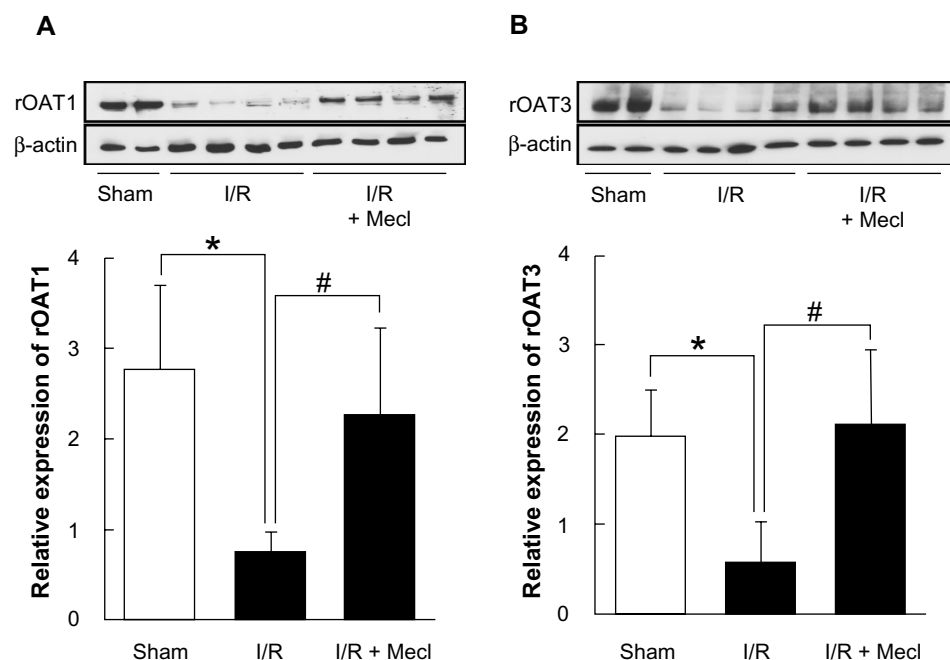 A
rOAT1
β-actin
Sham I/R I/R
+ Mecl
Relative expression of rOAT1
4
3
2
1
0
*
#
Sham I/R I/R + Mecl
B
rOAT3
β-actin
Sham I/R I/R
+ Mecl
Relative expression of rOAT3
4
3
2
1
0
*
#
Sham I/R I/R + Mecl